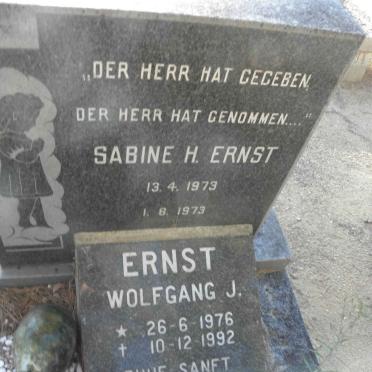 „DER HERR HAT GEGEBEN,
DER HERR HAT GENOMMEN...."
SABINE H. ERNST
13. 4. 1973
1. 8. 1973
ERNST
WOLFGANG J.
* 26-6-1976
† 10-12-1992
SANFT